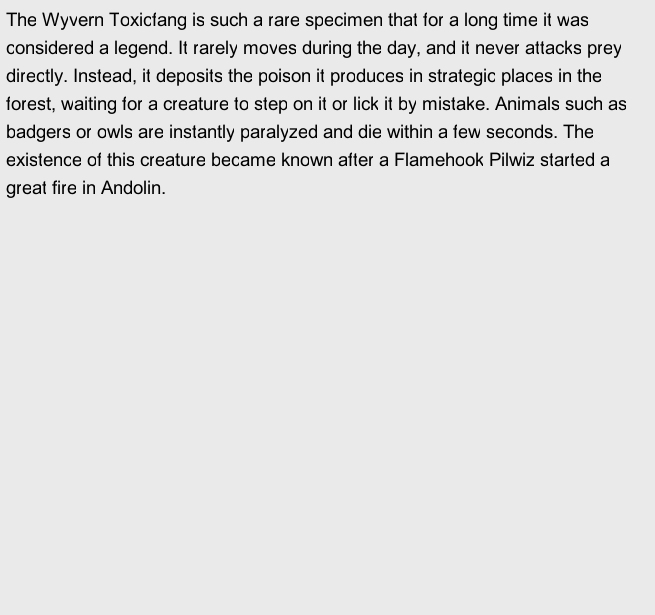 The Wyvern Toxicfang is such a rare specimen that for a long time it was
considered a legend. It rarely moves during the day, and it never attacks prey
directly. Instead, it deposits the poison it produces in strategic places in the
forest, waiting for a creature to step on it or lick it by mistake. Animals such as
badgers or owls are instantly paralyzed and die within a few seconds. The
existence of this creature became known after a Flamehook Pilwiz started a
great fire in Andolin.